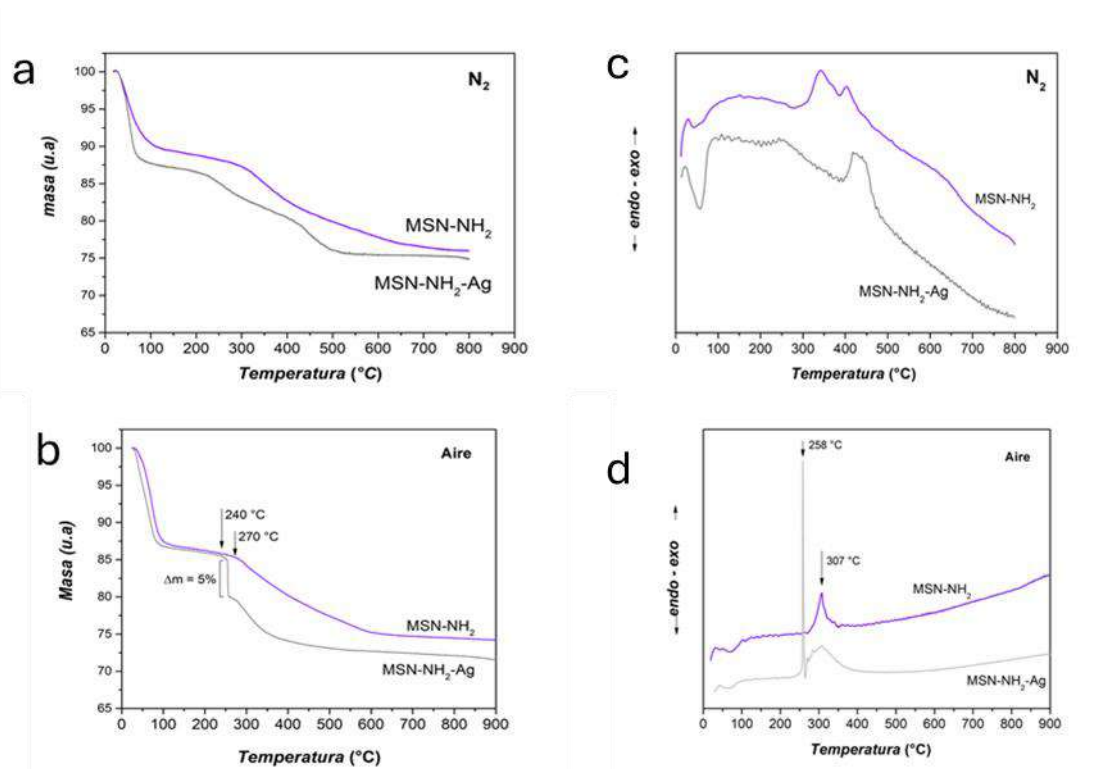 a
N2
100
95
90
85
80
75
70
65
masa (u.a)
MSN-NH2
MSN-NH2-Ag
0 100 200 300 400 500 600 700 800 900
Temperatura (°C)
c
N2
← endo - exo →
MSN-NH2
MSN-NH2-Ag
0 100 200 300 400 500 600 700 800 900
Temperatura (°C)
b
Aire
100
95
90
85
80
75
70
65
Masa (u.a)
240 °C
270 °C
Δm = 5%
MSN-NH2
MSN-NH2-Ag
0 100 200 300 400 500 600 700 800 900
Temperatura (°C)
d
Aire
258 °C
307 °C
←endo - exo →
MSN-NH2
MSN-NH2-Ag
0 100 200 300 400 500 600 700 800 900
Temperatura (°C)